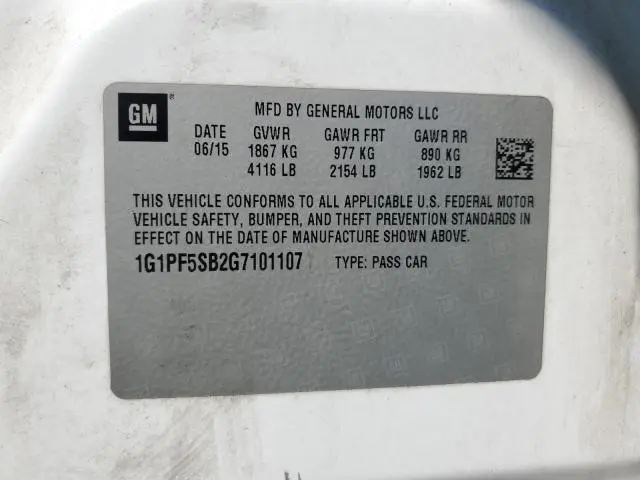 GM ®
MFD BY GENERAL MOTORS LLC
DATE GVWR GAWR FRT GAWR RR
06/15 1867 KG 977 KG 890 KG
4116 LB 2154 LB 1962 LB
THIS VEHICLE CONFORMS TO ALL APPLICABLE U.S. FEDERAL MOTOR
VEHICLE SAFETY, BUMPER, AND THEFT PREVENTION STANDARDS IN
EFFECT ON THE DATE OF MANUFACTURE SHOWN ABOVE.
1G1PF5SB2G7101107 TYPE: PASS CAR